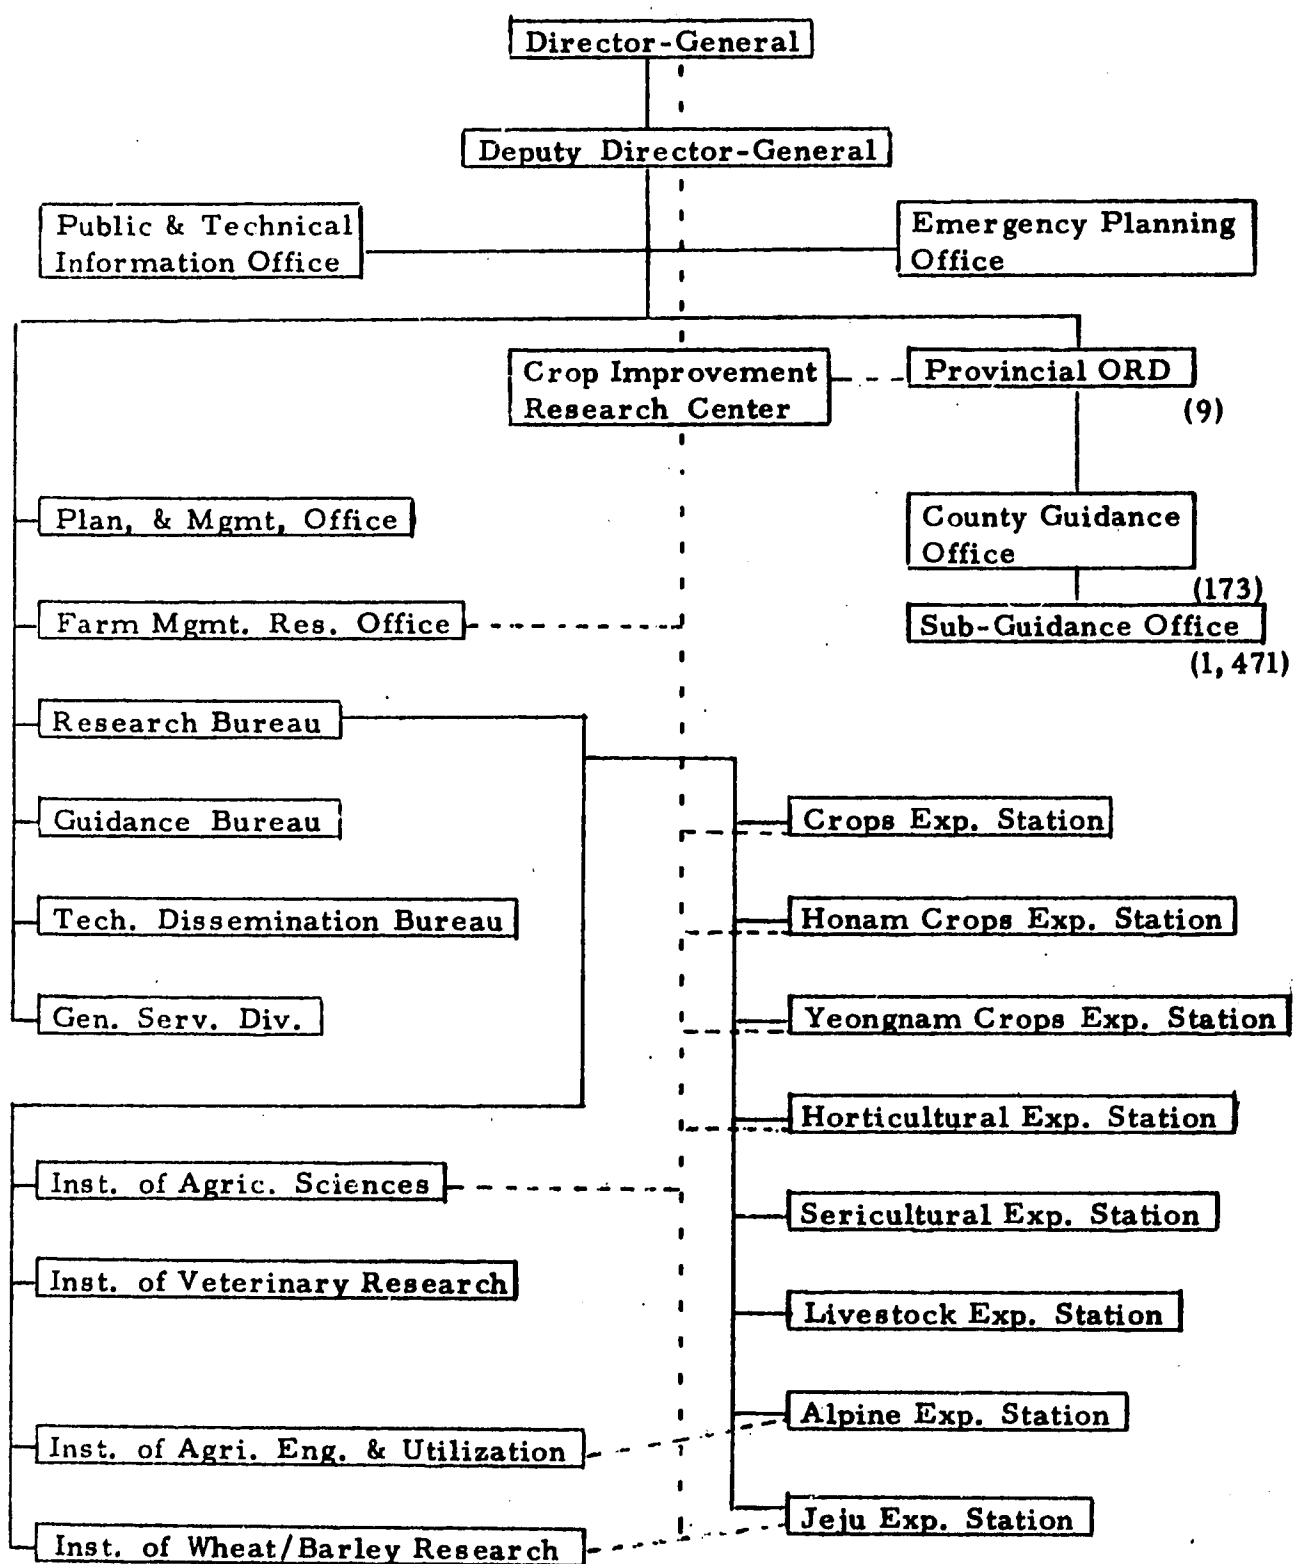 Director-General
Deputy Director-General
Public & Technical
Information Office
Emergency Planning
Office
Crop Improvement
Research Center
Provincial ORD
(9)
Plan, & Mgmt, Office
County Guidance
Office
(173)
Farm Mgmt. Res. Office
Sub-Guidance Office
(1, 471)
Research Bureau
Guidance Bureau
Crops Exp. Station
Tech. Dissemination Bureau
Honam Crops Exp. Station
Gen. Serv. Div.
Yeongnam Crops Exp. Station
Horticultural Exp. Station
Inst. of Agric. Sciences
Sericultural Exp. Station
Inst. of Veterinary Research
Livestock Exp. Station
Alpine Exp. Station
Inst. of Agri. Eng. & Utilization
Jeju Exp. Station
Inst. of Wheat/Barley Research